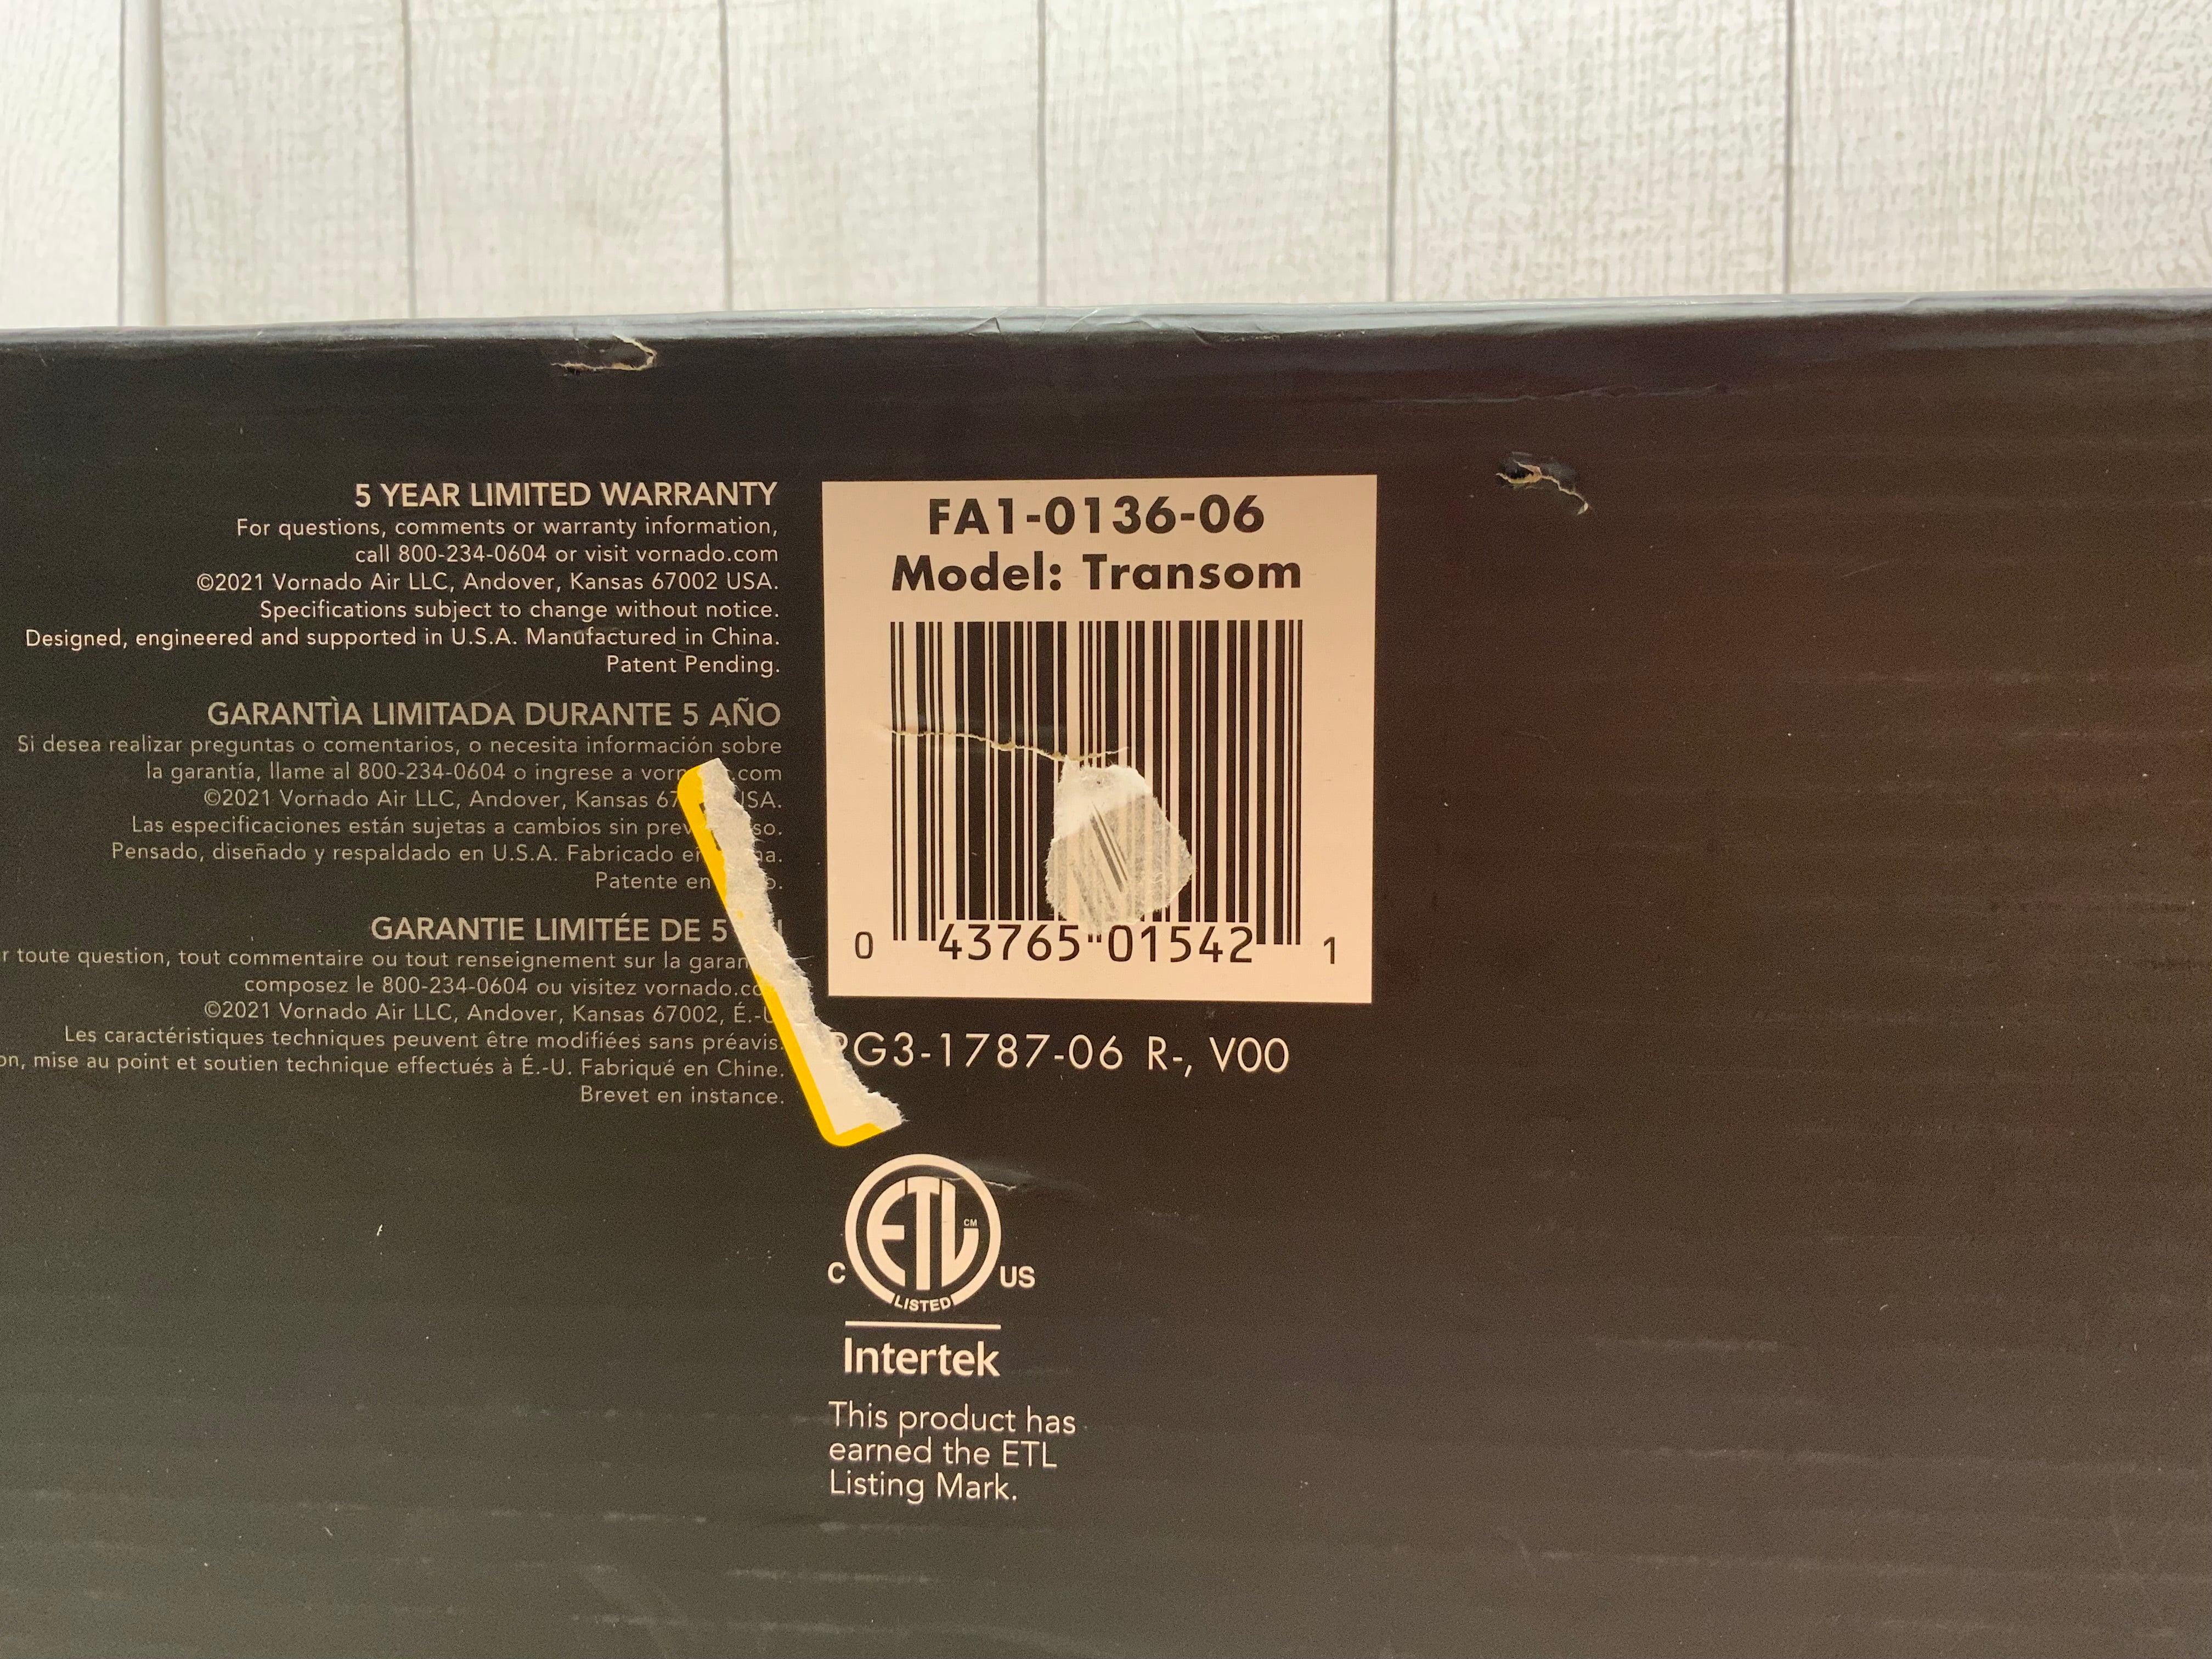 5 YEAR LIMITED WARRANTY
For questions, comments or warranty information,
call 800-234-0604 or visit vornado.com
©2021 Vornado Air LLC, Andover, Kansas 67002 USA.
Specifications subject to change without notice.
Designed, engineered and supported in U.S.A. Manufactured in China.
Patent Pending.
GARANTÌA LIMITADA DURANTE 5 AÑO
Si desea realizar preguntas o comentarios, o necesita información sobre
la garantía, llame al 800-234-0604 o ingrese a
©2021 Vornado Air LLC, Andover, Kansas
Las especificaciones están sujetas a cambios sin
Pensado, diseñado y respaldado en U.S.A. Fabricado
Patente en
GARANTIE LIMITÉE DE 5
toute question, tout commentaire ou tout renseignement sur la
composez le 800-234-0604 ou visitez
©2021 Vornado Air LLC, Andover, Kansas 67002,
Les caractéristiques techniques peuvent être modifiées sans préavis.
mise au point et soutien technique effectués à É.-U. Fabriqué en Chine.
Brevet en instance.
FA1-0136-06
Model: Transom
0 43765 01542 1
R-, V00
ETL CM
C US
LISTED
Intertek
This product has
earned the ETL
Listing Mark.